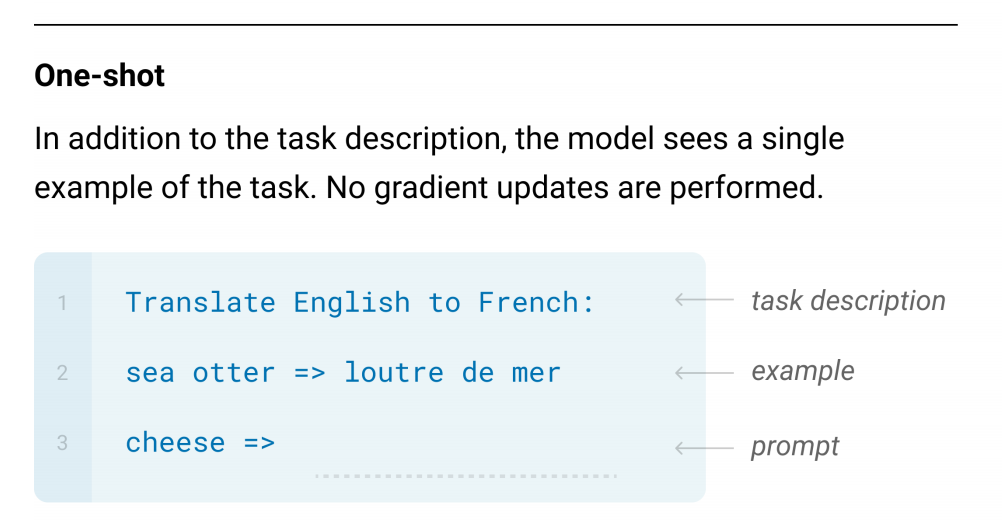 One-shot
In addition to the task description, the model sees a single
example of the task. No gradient updates are performed.
1 Translate English to French: task description
2 sea otter => loutre de mer example
3 cheese => prompt